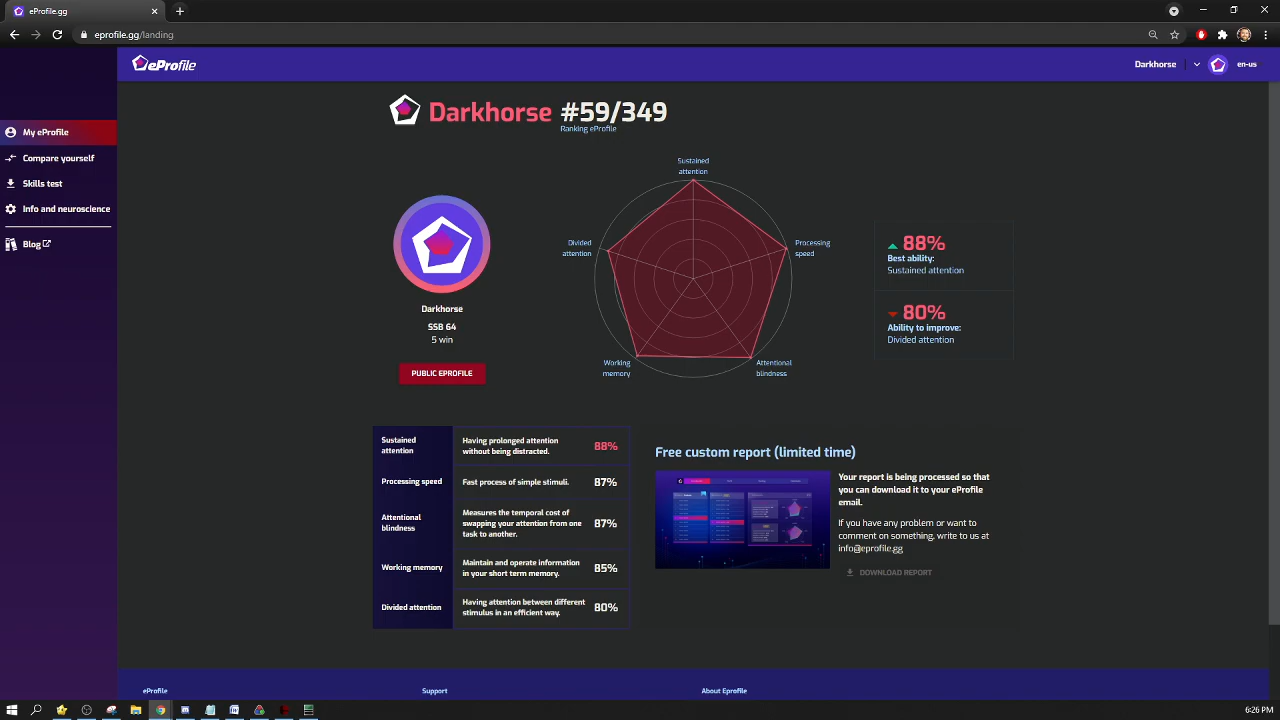 eProfile.gg
eprofile.gg/landing
eProfile
Darkhorse
en-us
My eProfile
Compare yourself
Skills test
Info and neuroscience
Blog
Darkhorse #59/349
Ranking eProfile
Darkhorse
SSB 64
5 win
PUBLIC EPROFILE
Sustained
attention
Divided
attention
Processing
speed
Working
memory
Attentional
blindness
88%
Best ability:
Sustained attention
80%
Ability to improve:
Divided attention
Sustained
attention
Having prolonged attention
without being distracted.
88%
Processing speed
Fast process of simple stimuli.
87%
Attentional
blindness
Measures the temporal cost of
swapping your attention from one
task to another.
87%
Working memory
Maintain and operate information
in your short term memory.
85%
Divided attention
Having attention between different
stimulus in an efficient way.
80%
Free custom report (limited time)
Your report is being processed so that
you can download it to your eProfile
email.
If you have any problem or want to
comment on something, write to us at
info@eprofile.gg
DOWNLOAD REPORT
eProfile
Support
About Eprofile
6:26 PM